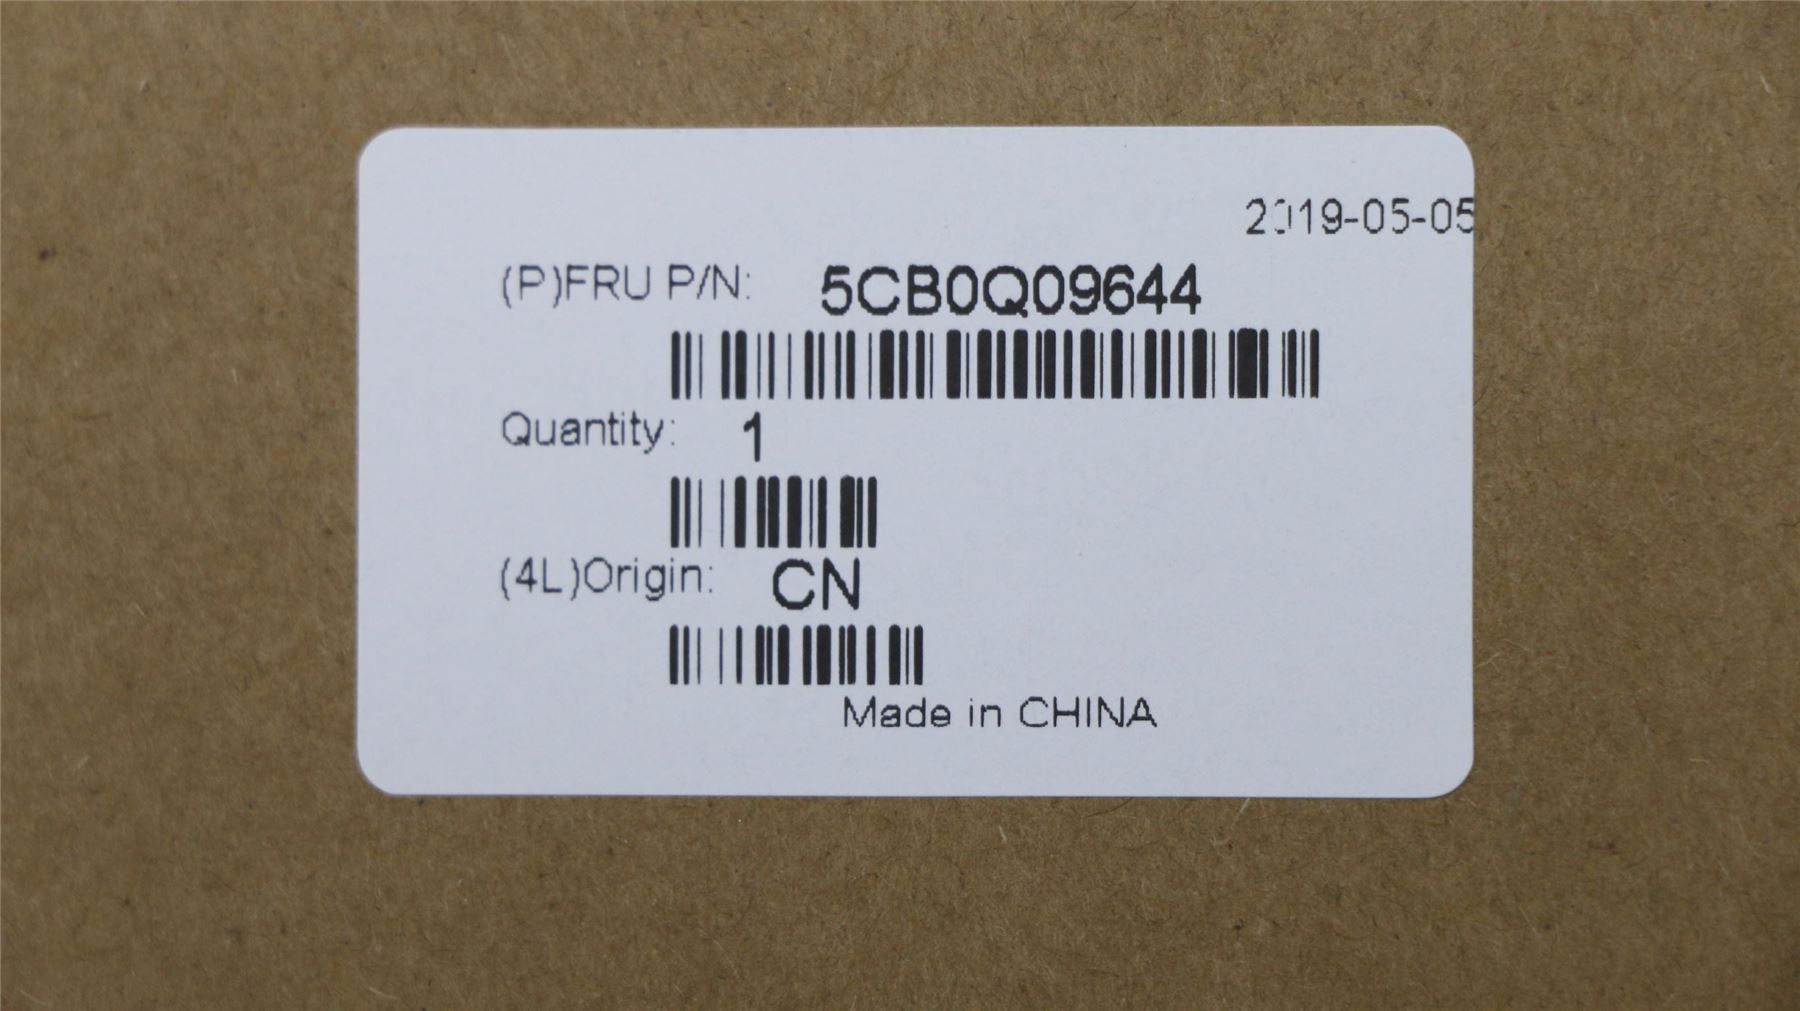 2019-05-05
(P)FRU P/N: 5CB0Q09644
Quantity: 1
(4L)Origin: CN
Made in CHINA